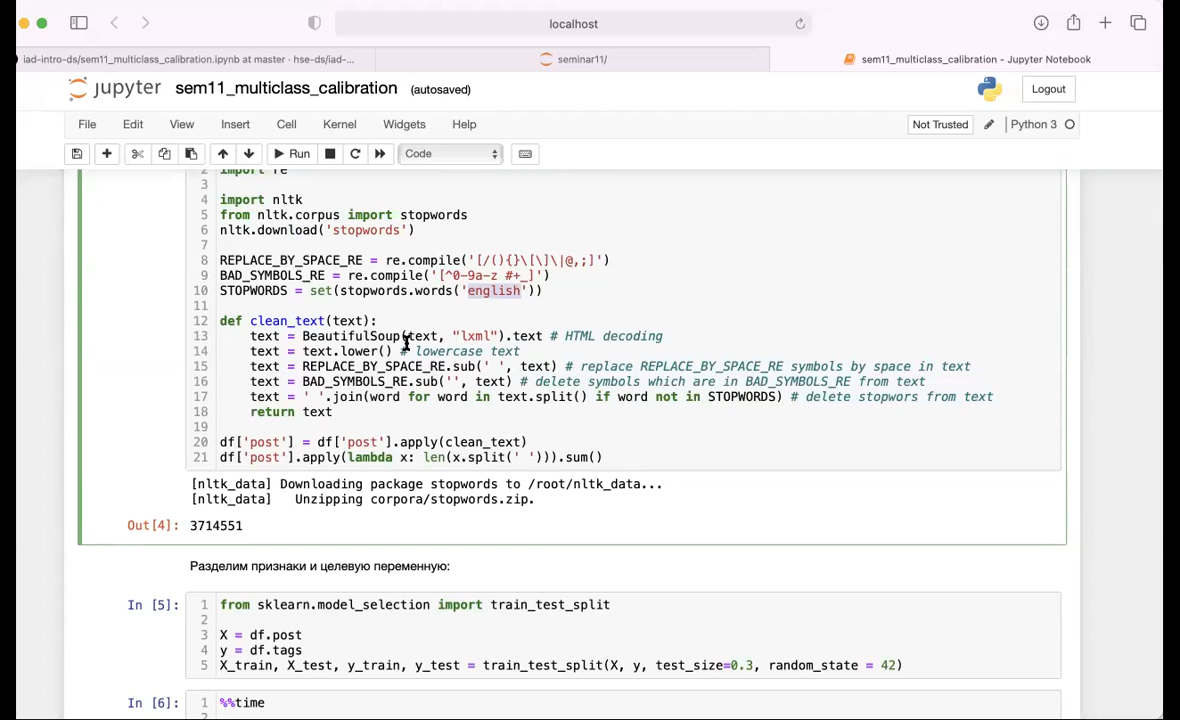 localhost
iad-intro-ds/sem11_multiclass_calibration.ipynb at master · hse-ds/iad-...
seminar11/
sem11_multiclass_calibration - Jupyter Notebook
jupyter sem11_multiclass_calibration (autosaved)
Logout
File Edit View Insert Cell Kernel Widgets Help
Not Trusted
Python 3
Run
Code
2 import re
3
4 import nltk
5 from nltk.corpus import stopwords
6 nltk.download('stopwords')
7
8 REPLACE_BY_SPACE_RE = re.compile('[/(){}\[\]\|@,;]')
9 BAD_SYMBOLS_RE = re.compile('[^0-9a-z #+_]')
10 STOPWORDS = set(stopwords.words('english'))
11
12 def clean_text(text):
13     text = BeautifulSoup(text, "lxml").text # HTML decoding
14     text = text.lower() # lowercase text
15     text = REPLACE_BY_SPACE_RE.sub(' ', text) # replace REPLACE_BY_SPACE_RE symbols by space in text
16     text = BAD_SYMBOLS_RE.sub('', text) # delete symbols which are in BAD_SYMBOLS_RE from text
17     text = ' '.join(word for word in text.split() if word not in STOPWORDS) # delete stopwors from text
18     return text
19
20 df['post'] = df['post'].apply(clean_text)
21 df['post'].apply(lambda x: len(x.split(' '))).sum()
[nltk_data] Downloading package stopwords to /root/nltk_data...
[nltk_data]   Unzipping corpora/stopwords.zip.
Out[4]: 3714551
Разделим признаки и целевую переменную:
In [5]: 1 from sklearn.model_selection import train_test_split
2
3 X = df.post
4 y = df.tags
5 X_train, X_test, y_train, y_test = train_test_split(X, y, test_size=0.3, random_state = 42)
In [6]: 1 %%time